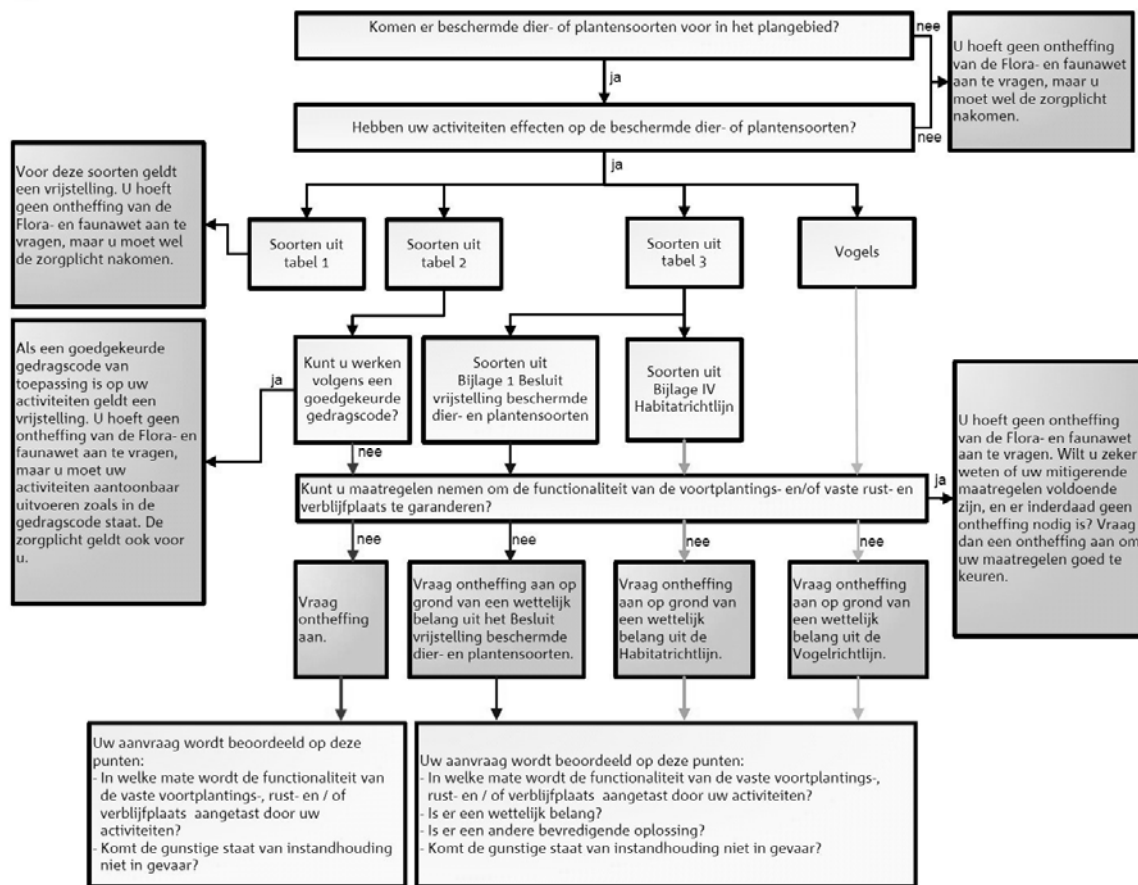 Komen er beschermde dier- of plantensoorten voor in het plangebied?
nee
U hoeft geen ontheffing
van de Flora- en faunawet
aan te vragen, maar u
moet wel de zorgplicht
nakomen.
ja
Hebben uw activiteiten effecten op de beschermde dier- of plantensoorten?
nee
ja
Voor deze soorten geldt
een vrijstelling. U hoeft
geen ontheffing van de
Flora- en faunawet aan te
vragen, maar u moet wel
de zorgplicht nakomen.
Soorten uit
tabel 1
Soorten uit
tabel 2
Soorten uit
tabel 3
Vogels
Als een goedgekeurde
gedragscode van
toepassing is op uw
activiteiten geldt een
vrijstelling. U hoeft geen
ontheffing van de Flora- en
faunawet aan te vragen,
maar u moet uw
activiteiten aantoonbaar
uitvoeren zoals in de
gedragscode staat. De
zorgplicht geldt ook voor
u.
ja
Kunt u werken
volgens een
goedgekeurde
gedragscode?
Soorten uit
Bijlage 1 Besluit
vrijstelling beschermde
dier- en plantensoorten
Soorten uit
Bijlage IV
Habitatrichtlijn
nee
Kunt u maatregelen nemen om de functionaliteit van de voortplantings- en/of vaste rust- en
verblijfplaats te garanderen?
ja
U hoeft geen ontheffing
van de Flora- en faunawet
aan te vragen. Wilt u zeker
weten of uw mitigerende
maatregelen voldoende
zijn, en er inderdaad geen
ontheffing nodig is? Vraag
dan een ontheffing aan om
uw maatregelen goed te
keuren.
nee
nee
nee
nee
Vraag
ontheffing
aan.
Vraag ontheffing aan op
grond van een wettelijk
belang uit het Besluit
vrijstelling beschermde
dier- en plantensoorten.
Vraag ontheffing
aan op grond van
een wettelijk
belang uit de
Habitatrichtlijn.
Vraag ontheffing
aan op grond van
een wettelijk
belang uit de
Vogelrichtlijn.
Uw aanvraag wordt beoordeeld op deze
punten:
- In welke mate wordt de functionaliteit van
de vaste voortplantings-, rust- en / of
verblijfplaats aangetast door uw
activiteiten?
- Komt de gunstige staat van instandhouding
niet in gevaar?
Uw aanvraag wordt beoordeeld op deze punten:
- In welke mate wordt de functionaliteit van de vaste voortplantings-,
rust- en / of verblijfplaats aangetast door uw activiteiten?
- Is er een wettelijk belang?
- Is er een andere bevredigende oplossing?
- Komt de gunstige staat van instandhouding niet in gevaar?